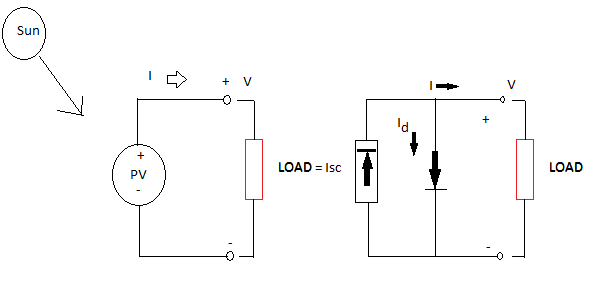 Sun
I
+ V
+
PV
-
-
LOAD = Isc
I
V
Id
+
-
LOAD